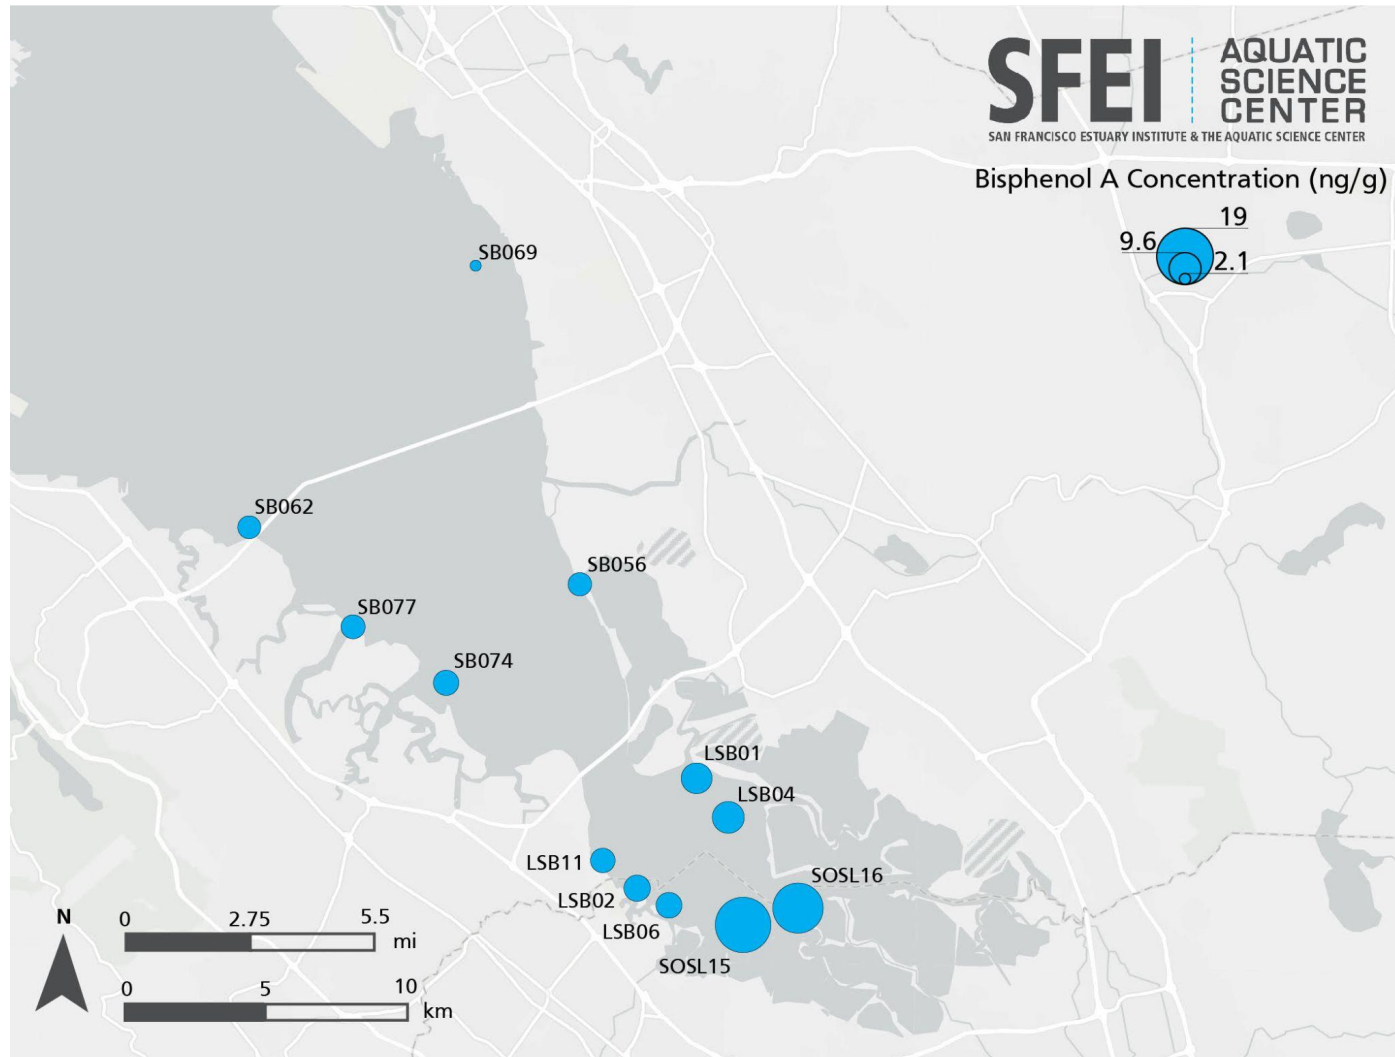 SFEI
AQUATIC
SCIENCE
CENTER
SAN FRANCISCO ESTUARY INSTITUTE & THE AQUATIC SCIENCE CENTER
Bisphenol A Concentration (ng/g)
19
9.6
2.1
SB069
SB062
SB056
SB077
SB074
LSB01
LSB04
LSB11
SOSL16
LSB02
LSB06
SOSL15
N
0 2.75 5.5
mi
0 5 10
km